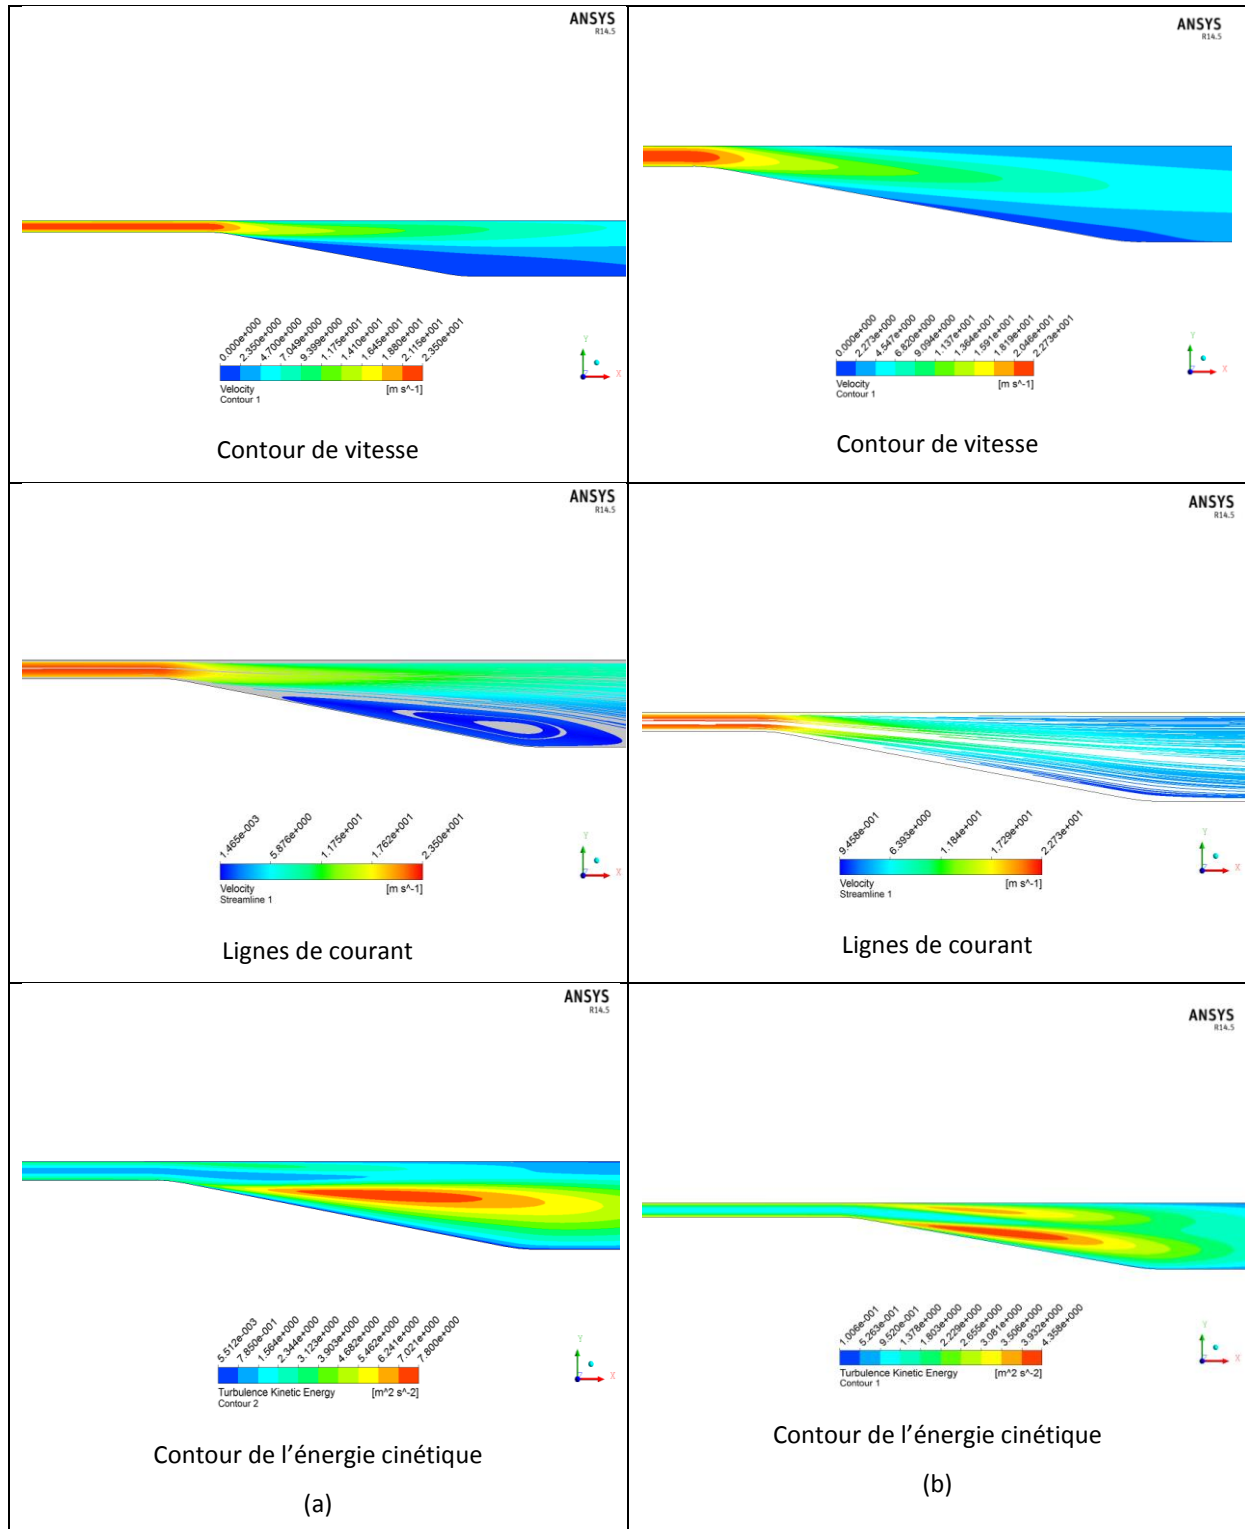 ANSYS
R14.5
0.000e+000
2.350e+000
4.700e+000
7.049e+000
9.399e+000
1.175e+001
1.410e+001
1.645e+001
1.880e+001
2.115e+001
2.350e+001
Velocity [m s^-1]
Contour 1
Y
X
Z
Contour de vitesse
ANSYS
R14.5
0.000e+000
2.273e+000
4.547e+000
6.820e+000
9.094e+000
1.137e+001
1.364e+001
1.591e+001
1.819e+001
2.046e+001
2.273e+001
Velocity [m s^-1]
Contour 1
Y
X
Z
Contour de vitesse
ANSYS
R14.5
1.465e-003
5.876e+000
1.175e+001
1.762e+001
2.350e+001
Velocity [m s^-1]
Streamline 1
Y
X
Z
Lignes de courant
ANSYS
R14.5
9.458e-001
6.393e+000
1.184e+001
1.729e+001
2.273e+001
Velocity [m s^-1]
Streamline 1
Y
X
Z
Lignes de courant
ANSYS
R14.5
5.512e-003
7.850e-001
1.564e+000
2.344e+000
3.123e+000
3.903e+000
4.682e+000
5.462e+000
6.241e+000
7.021e+000
7.800e+000
Turbulence Kinetic Energy [m^2 s^-2]
Contour 2
Y
X
Z
Contour de l’énergie cinétique
(a)
ANSYS
R14.5
1.006e-001
5.263e-001
9.520e-001
1.378e+000
1.803e+000
2.229e+000
2.655e+000
3.081e+000
3.506e+000
3.932e+000
4.358e+000
Turbulence Kinetic Energy [m^2 s^-2]
Contour 1
Y
X
Z
Contour de l’énergie cinétique
(b)